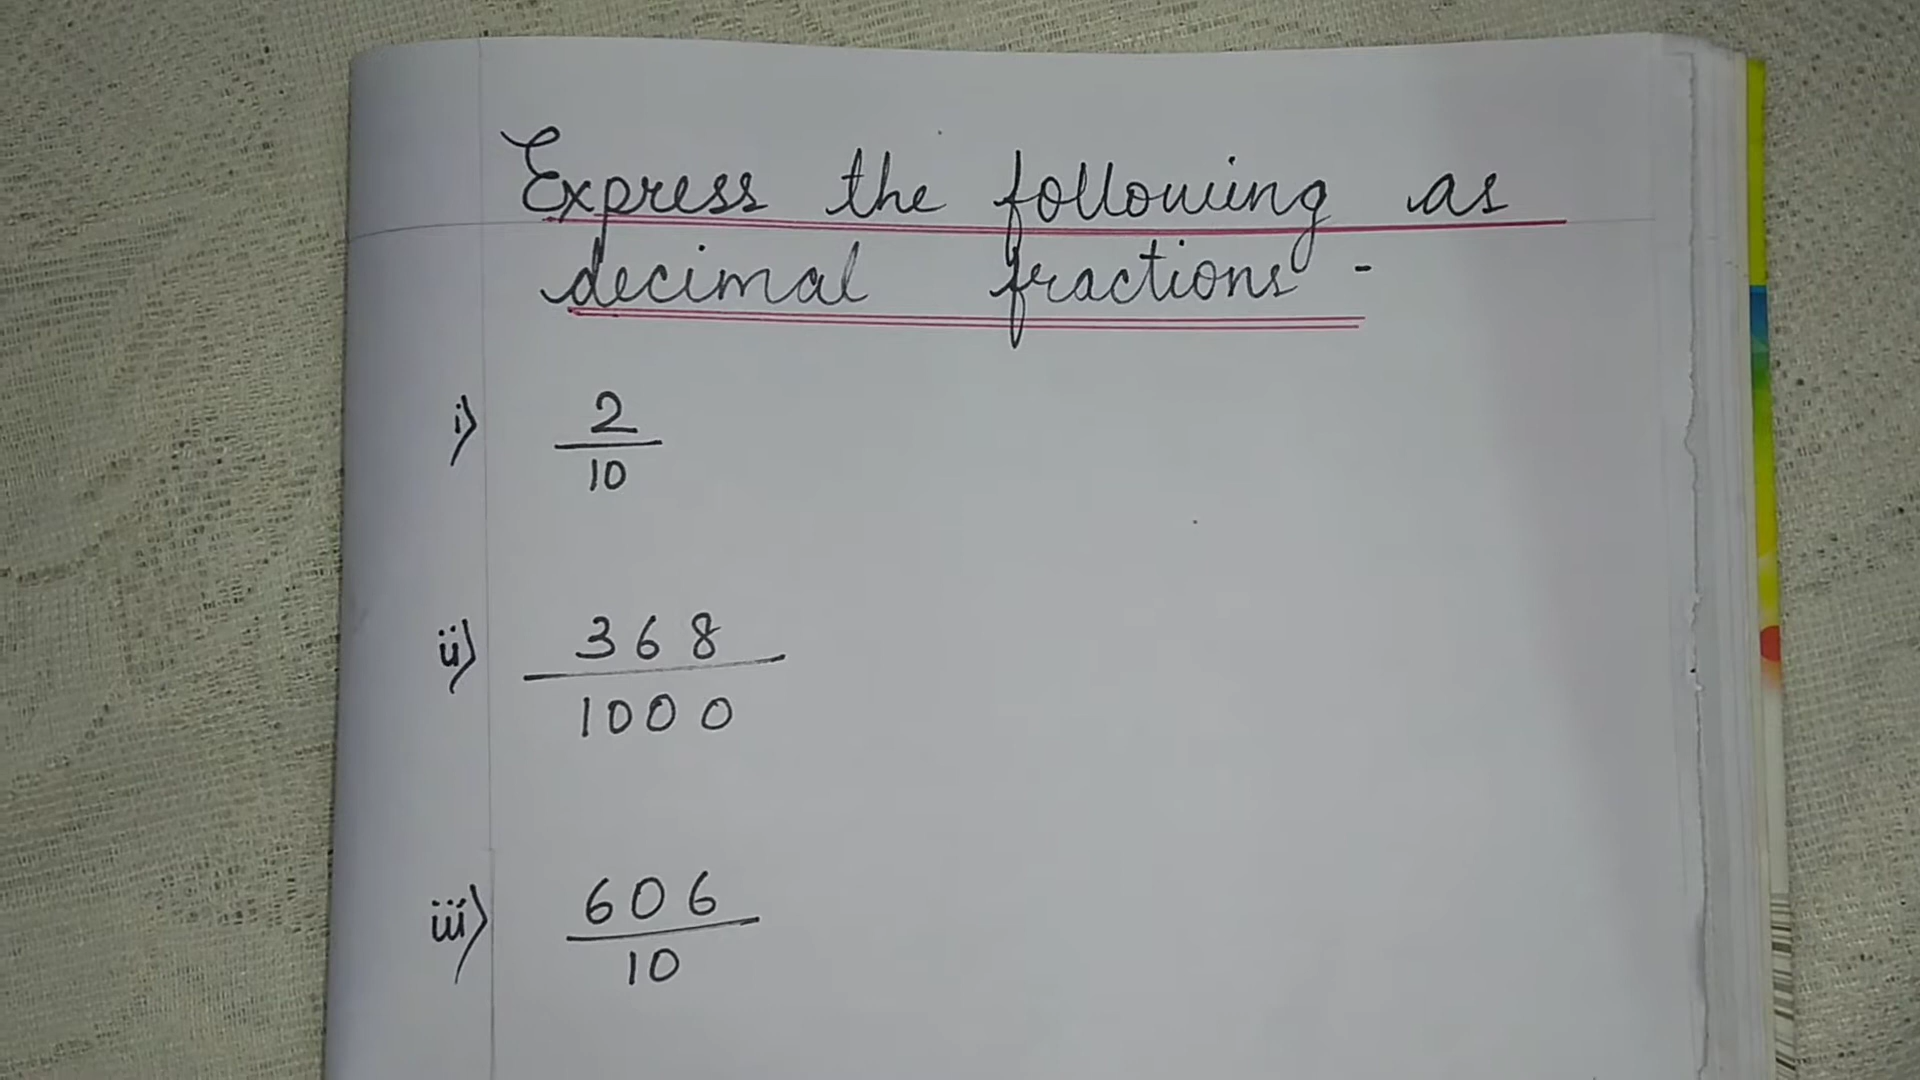 Express the following as
decimal fractions -
i) 2/10
ii) 368/1000
iii) 606/10